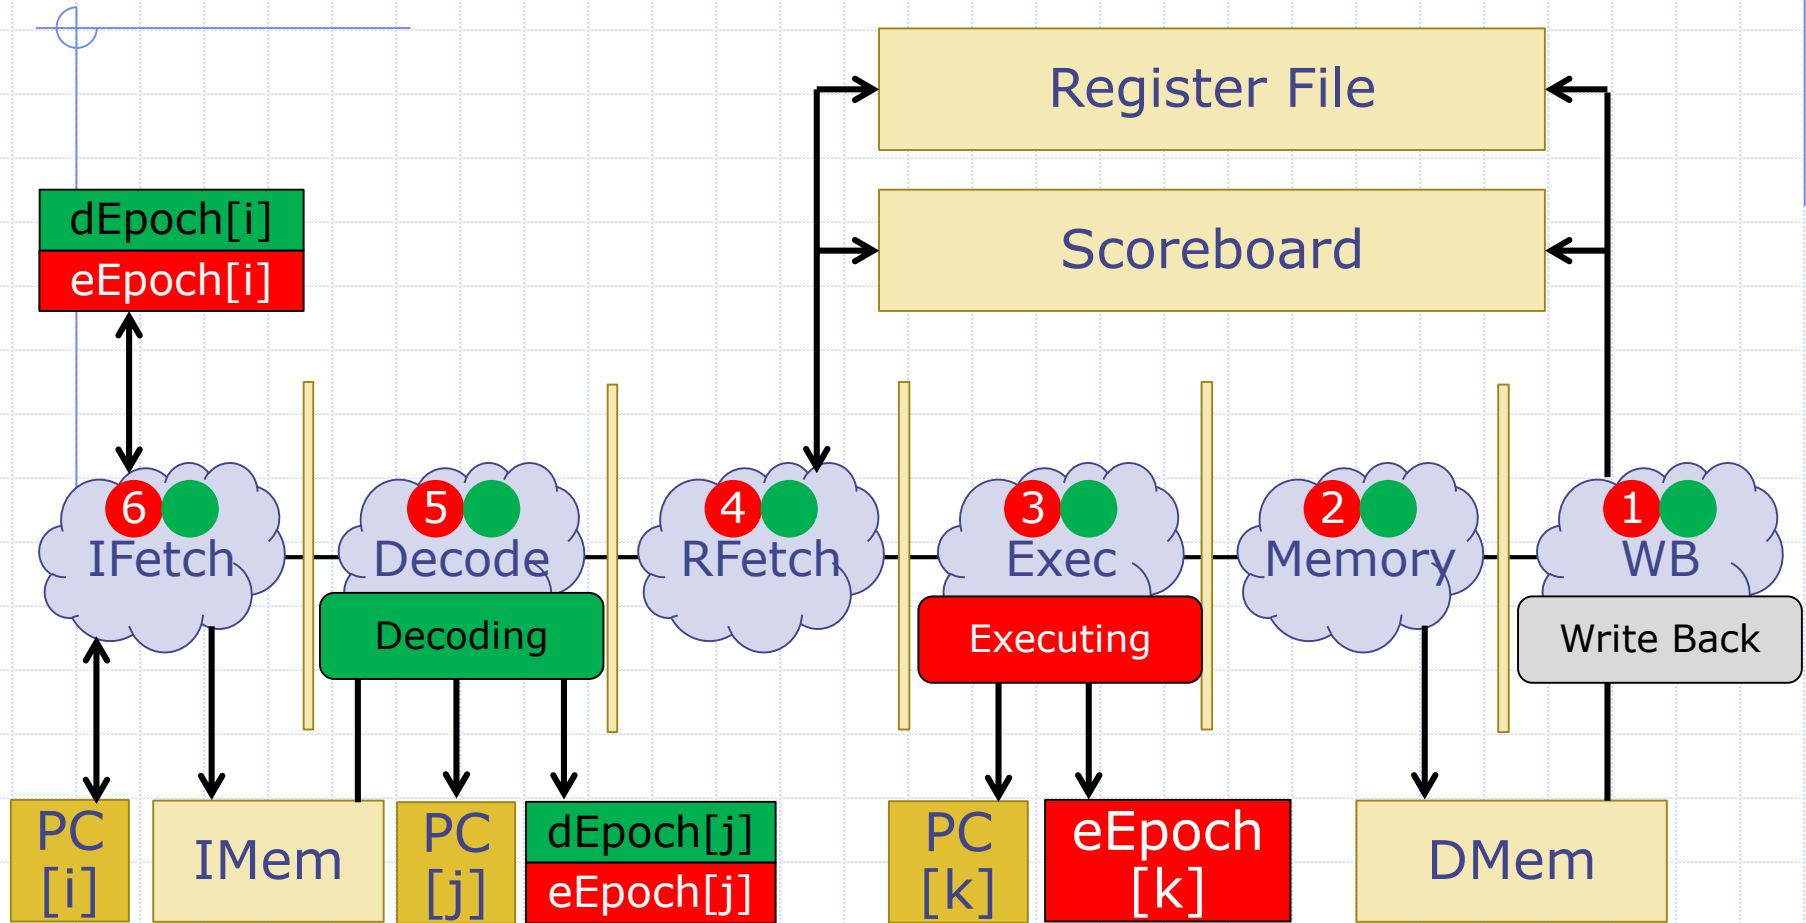 Register File
dEpoch[i]
eEpoch[i]
Scoreboard
6
5
4
3
2
1
IFetch
Decode
RFetch
Exec
Memory
WB
Decoding
Executing
Write Back
PC
[i]
IMem
PC
[j]
dEpoch[j]
eEpoch[j]
PC
[k]
eEpoch
[k]
DMem